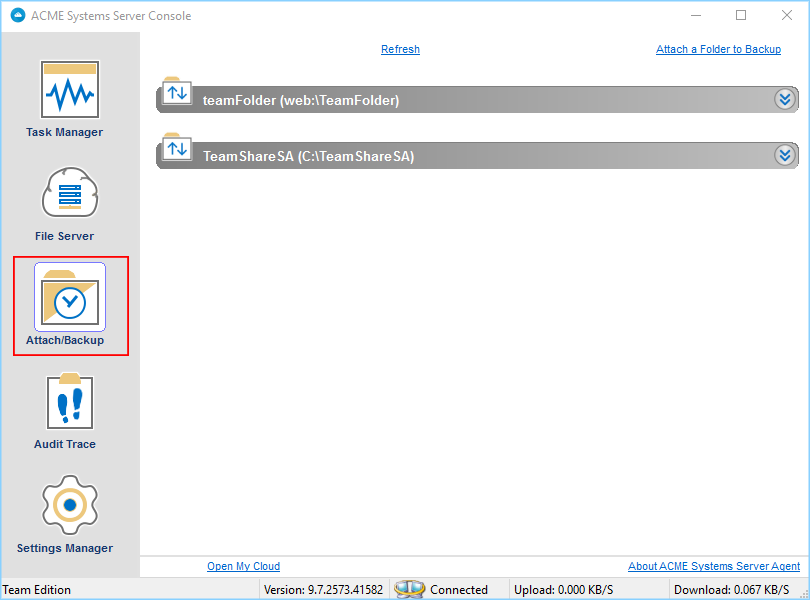 ACME Systems Server Console
Refresh
Attach a Folder to Backup
Task Manager
teamFolder (web:\TeamFolder)
TeamShareSA (C:\TeamShareSA)
File Server
Attach/Backup
Audit Trace
Settings Manager
Open My Cloud
About ACME Systems Server Agent
Team Edition
Version: 9.7.2573.41582
Connected
Upload: 0.000 KB/S
Download: 0.067 KB/S